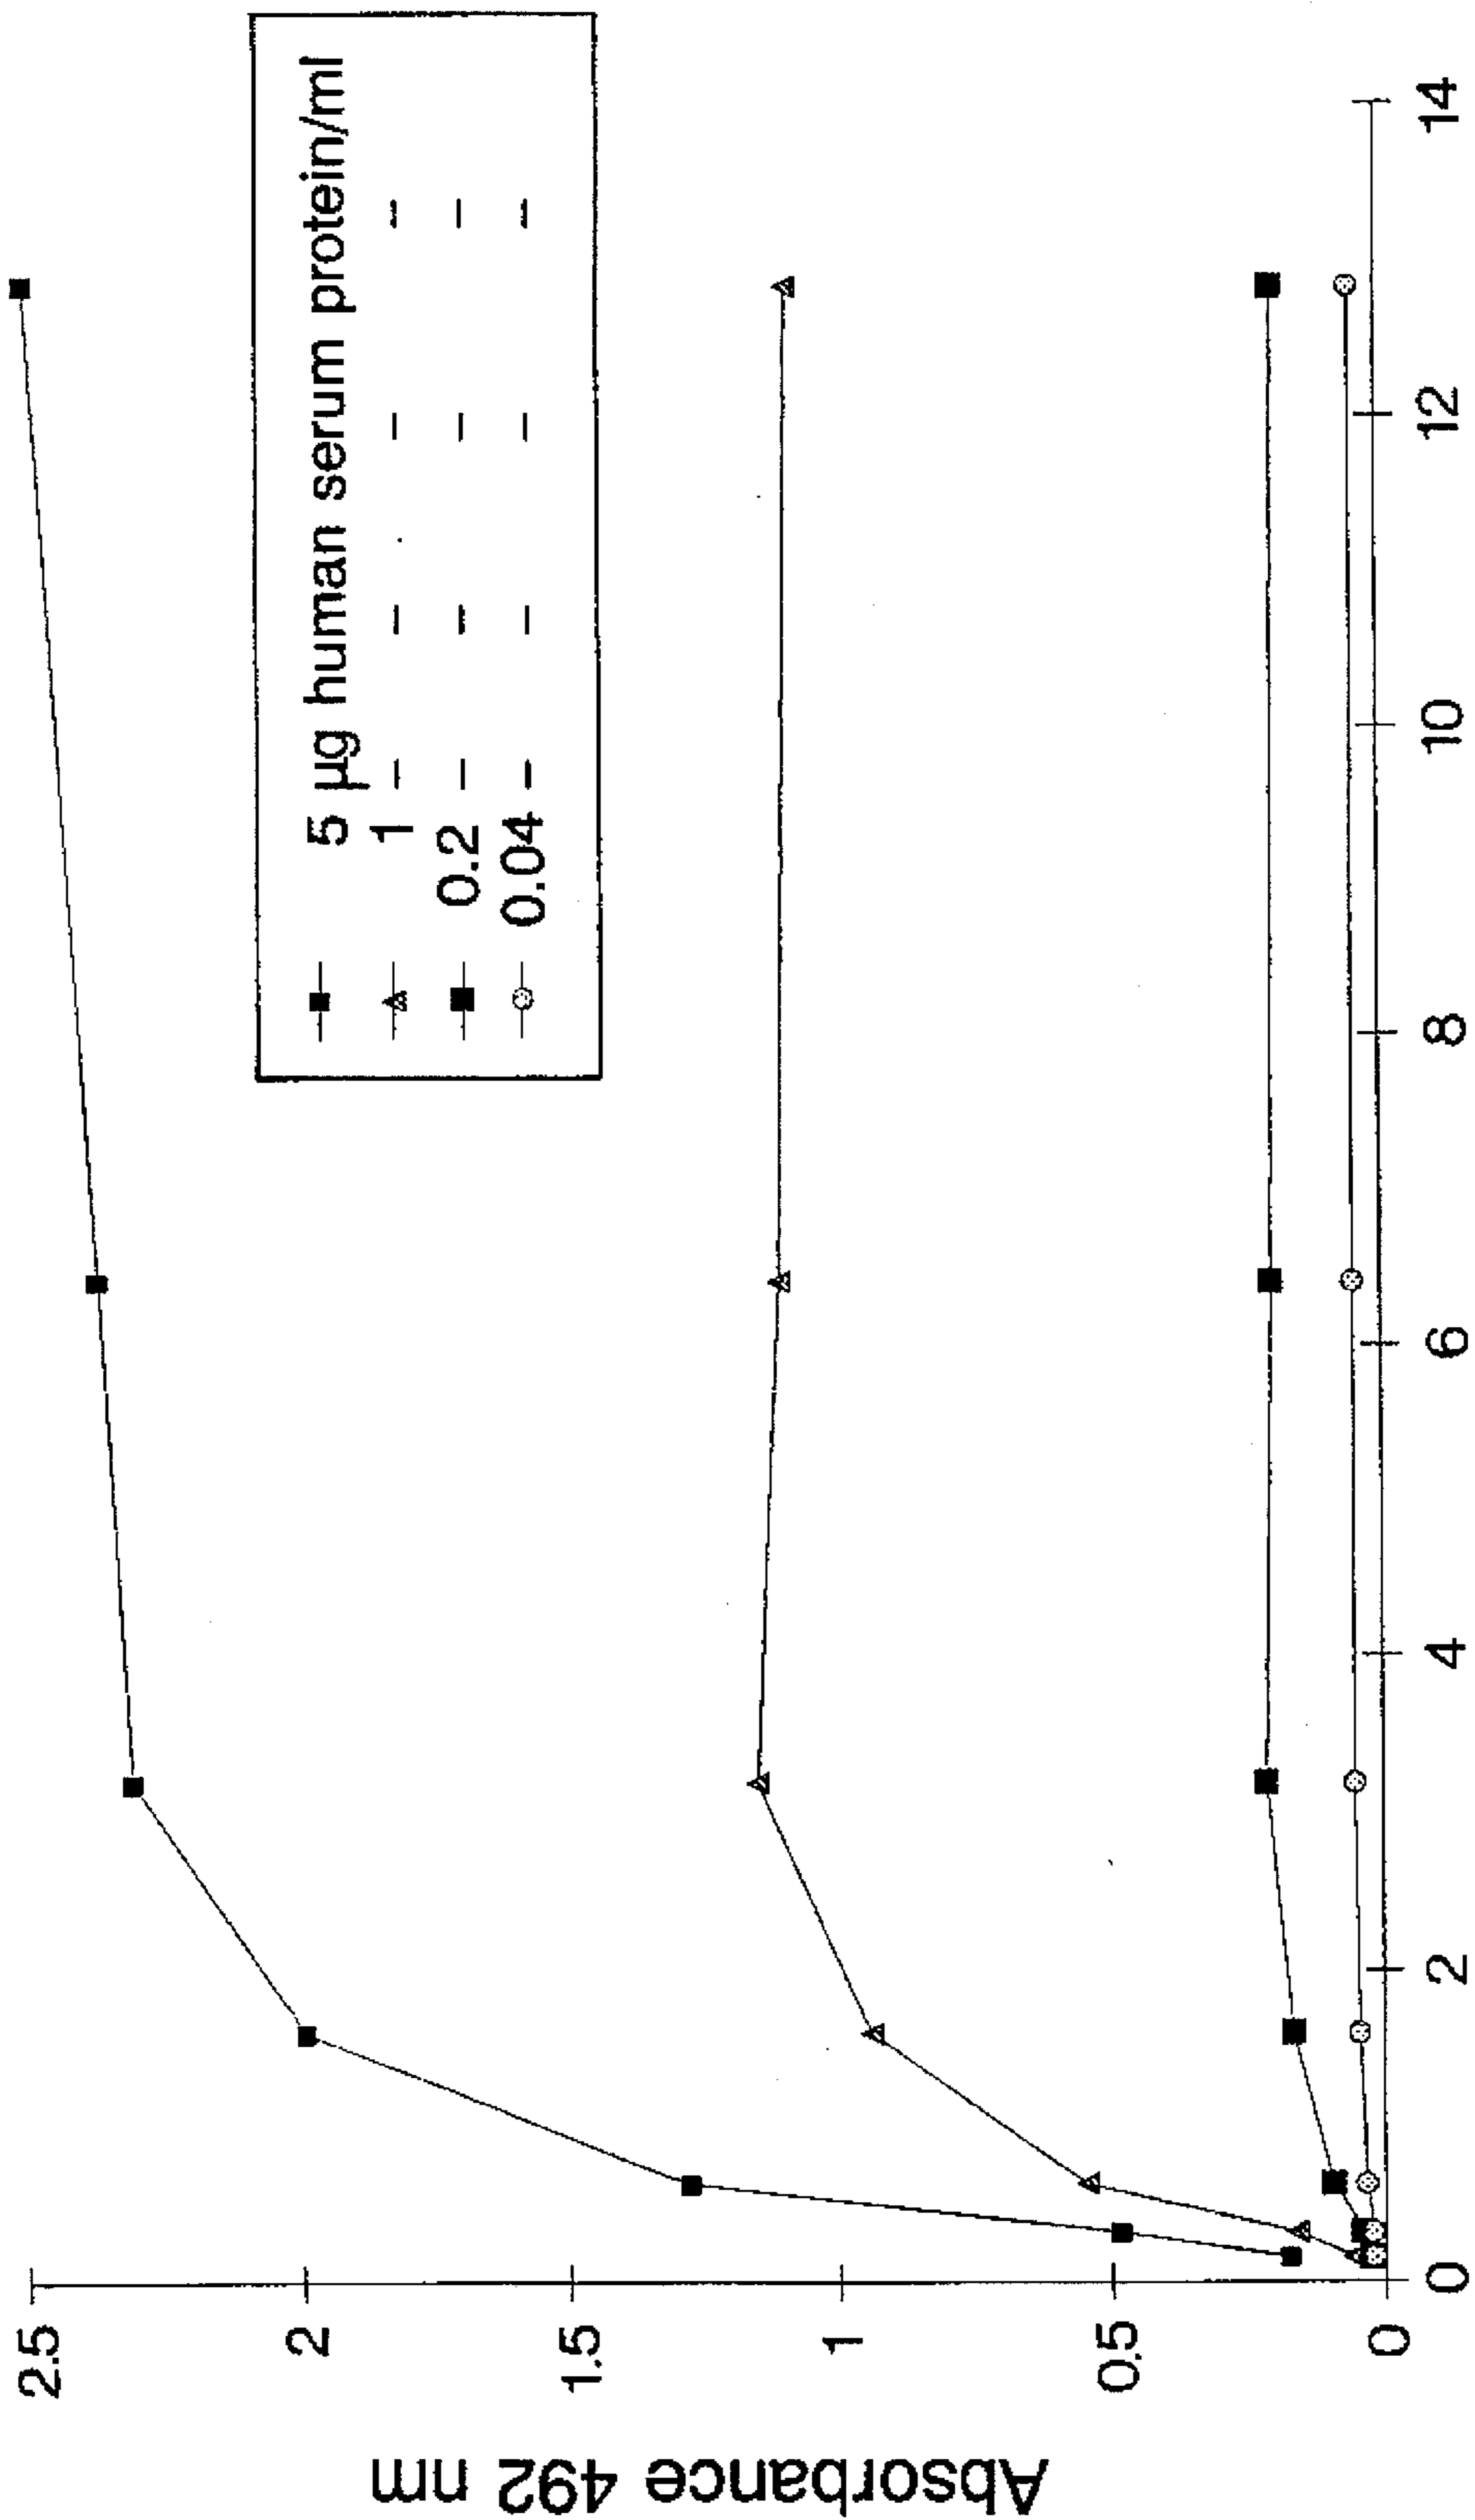 2.5
2
1.5
1
0.5
0
Absorbance 492 nm
5 µg human serum protein/ml
1 – – – –
0.2 – – – –
0.04 – – – –
0 2 4 6 8 10 12 14